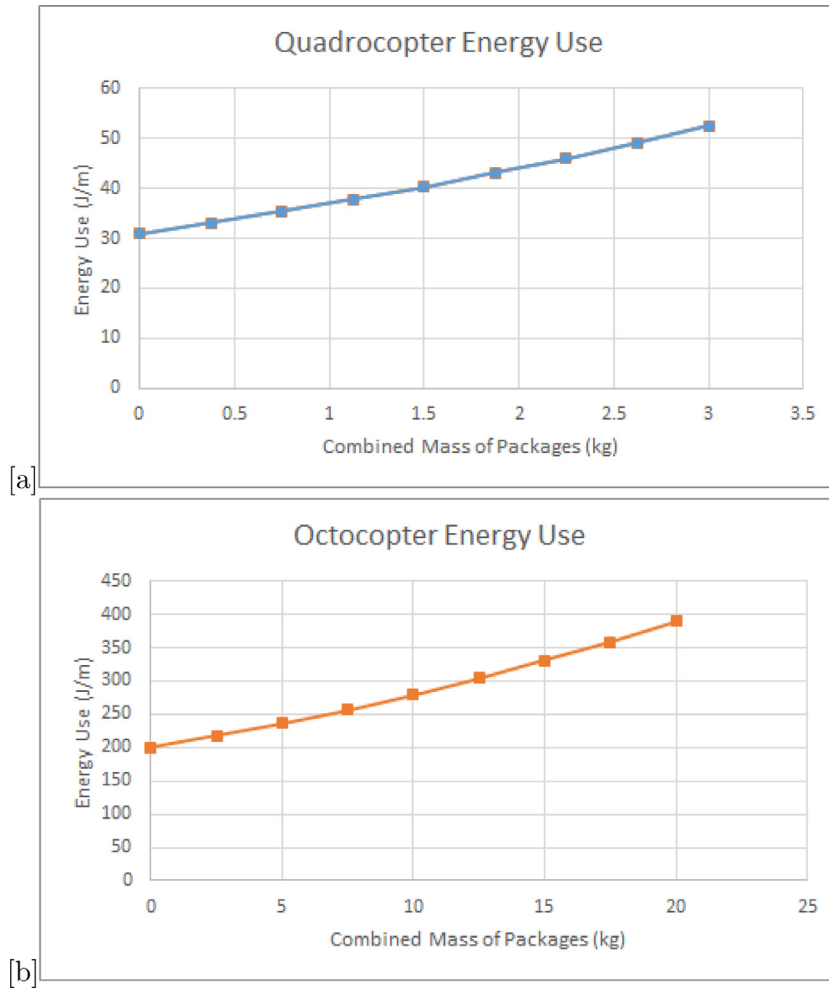 Quadrocopter Energy Use
60
50
40
30
20
10
0
Energy Use (J/m)
0 0.5 1 1.5 2 2.5 3 3.5
Combined Mass of Packages (kg)
[a]
Octocopter Energy Use
450
400
350
300
250
200
150
100
50
0
Energy Use (J/m)
0 5 10 15 20 25
Combined Mass of Packages (kg)
[b]